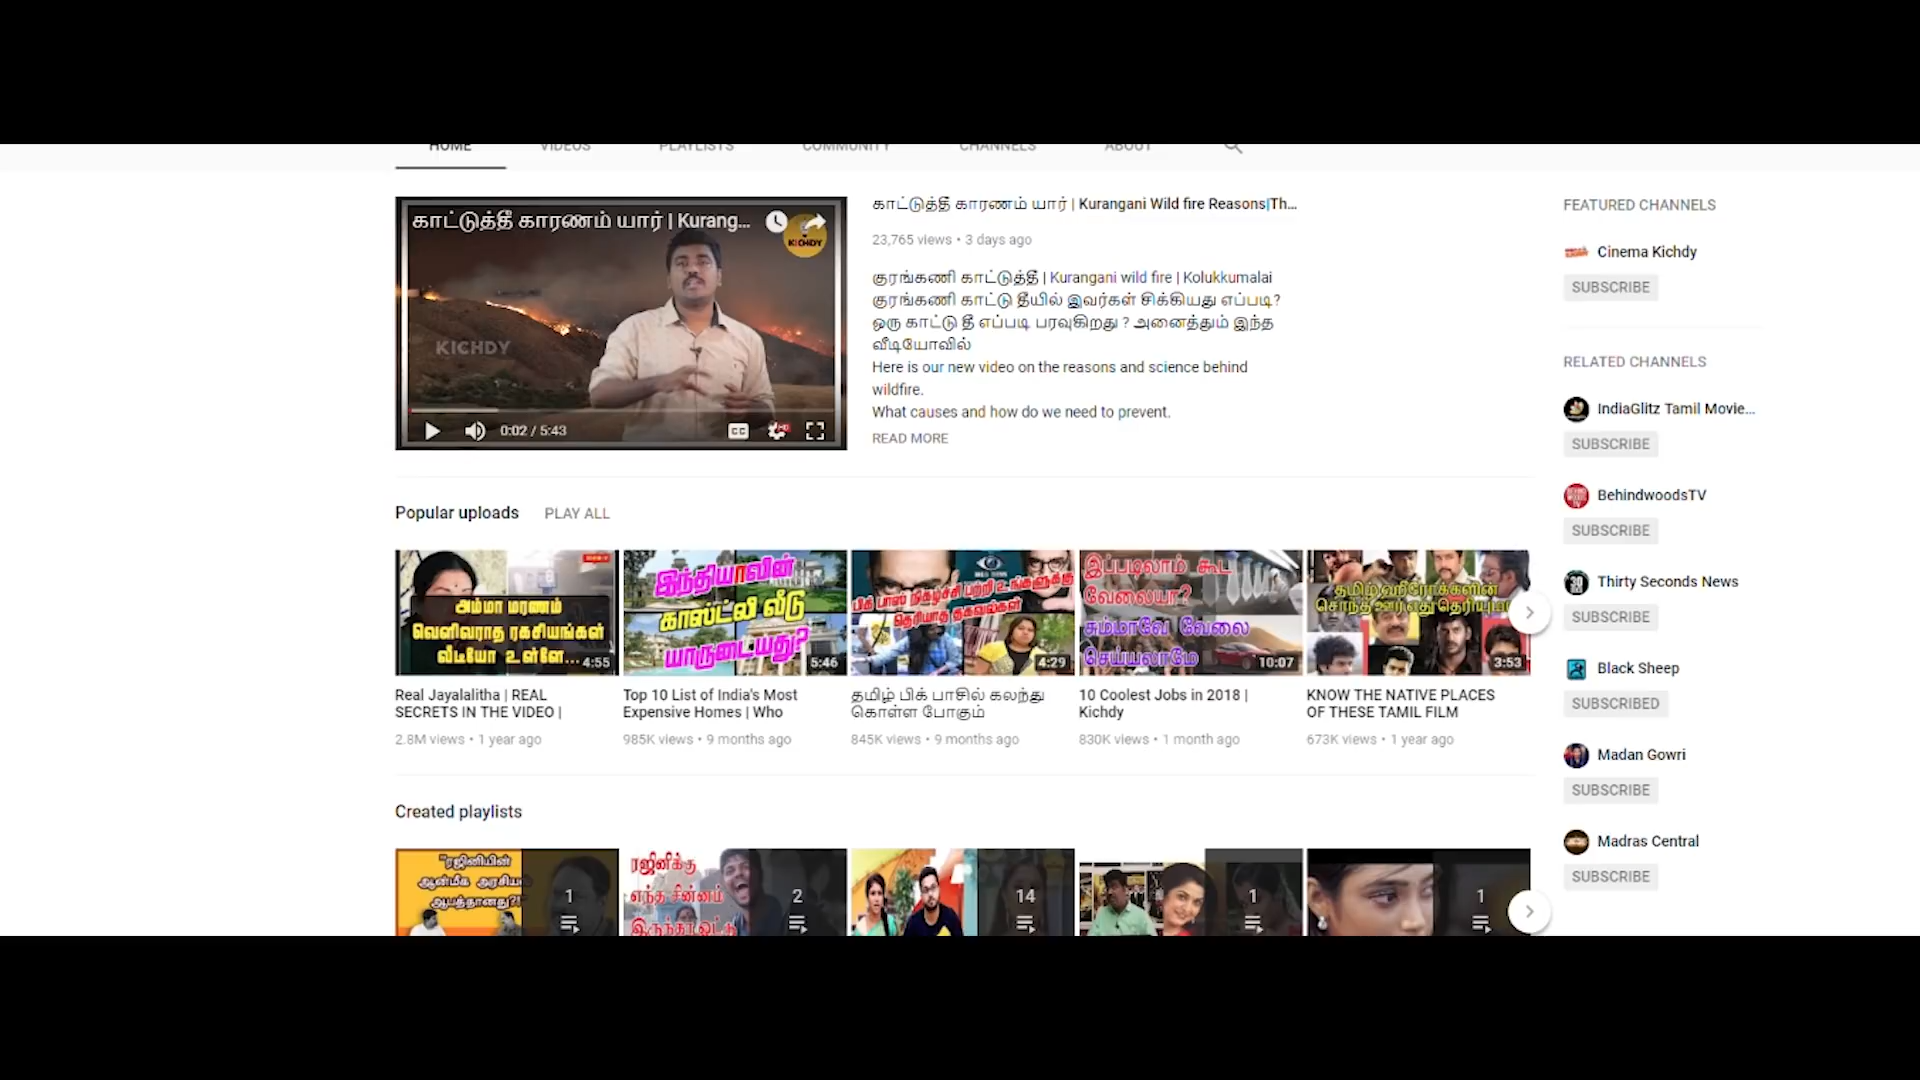 HOME VIDEOS PLAYLISTS COMMUNITY CHANNELS ABOUT
காட்டுத்தீ காரணம் யார் | Kurang...
KICHDY
KICHDY
0:02 / 5:43
CC
HD
காட்டுத்தீ காரணம் யார் | Kurangani Wild fire Reasons|Th...
23,765 views • 3 days ago
குரங்கணி காட்டுத்தீ | Kurangani wild fire | Kolukkumalai
குரங்கணி காட்டு தீயில் இவர்கள் சிக்கியது எப்படி?
ஒரு காட்டு தீ எப்படி பரவுகிறது ? அனைத்தும் இந்த
வீடியோவில்
Here is our new video on the reasons and science behind
wildfire.
What causes and how do we need to prevent.
READ MORE
Popular uploads PLAY ALL
அம்மா மரணம்
வெளிவராத ரகசியங்கள்
வீடியோ உள்ளே...
4:55
Real Jayalalitha | REAL
SECRETS IN THE VIDEO |
2.8M views • 1 year ago
இந்தியாவின்
காஸ்ட்லி வீடு
யாருடையது?
5:46
Top 10 List of India's Most
Expensive Homes | Who
985K views • 9 months ago
பிக் பாஸ் நிகழ்ச்சி பற்றி உங்களுக்கு
தெரியாத தகவல்கள்
4:29
தமிழ் பிக் பாசில் கலந்து
கொள்ள போகும்
845K views • 9 months ago
இப்படிலாம் கூட
வேலையா?
சும்மாவே வேலை
செய்யலாமே
10:07
10 Coolest Jobs in 2018 |
Kichdy
830K views • 1 month ago
தமிழ் ஹீரோக்களின்
சொந்த ஊர் எது தெரியுமா
3:53
KNOW THE NATIVE PLACES
OF THESE TAMIL FILM
673K views • 1 year ago
Created playlists
"ரஜினியின்
ஆன்மீக அரசியல்
ஆபத்தானது?!
1
ரஜினிக்கு
எந்த சின்னம்
இருந்தா ஓட்டு
2
14
1
1
FEATURED CHANNELS
Cinema Kichdy
SUBSCRIBE
RELATED CHANNELS
IndiaGlitz Tamil Movie...
SUBSCRIBE
BehindwoodsTV
SUBSCRIBE
Thirty Seconds News
SUBSCRIBE
Black Sheep
SUBSCRIBED
Madan Gowri
SUBSCRIBE
Madras Central
SUBSCRIBE